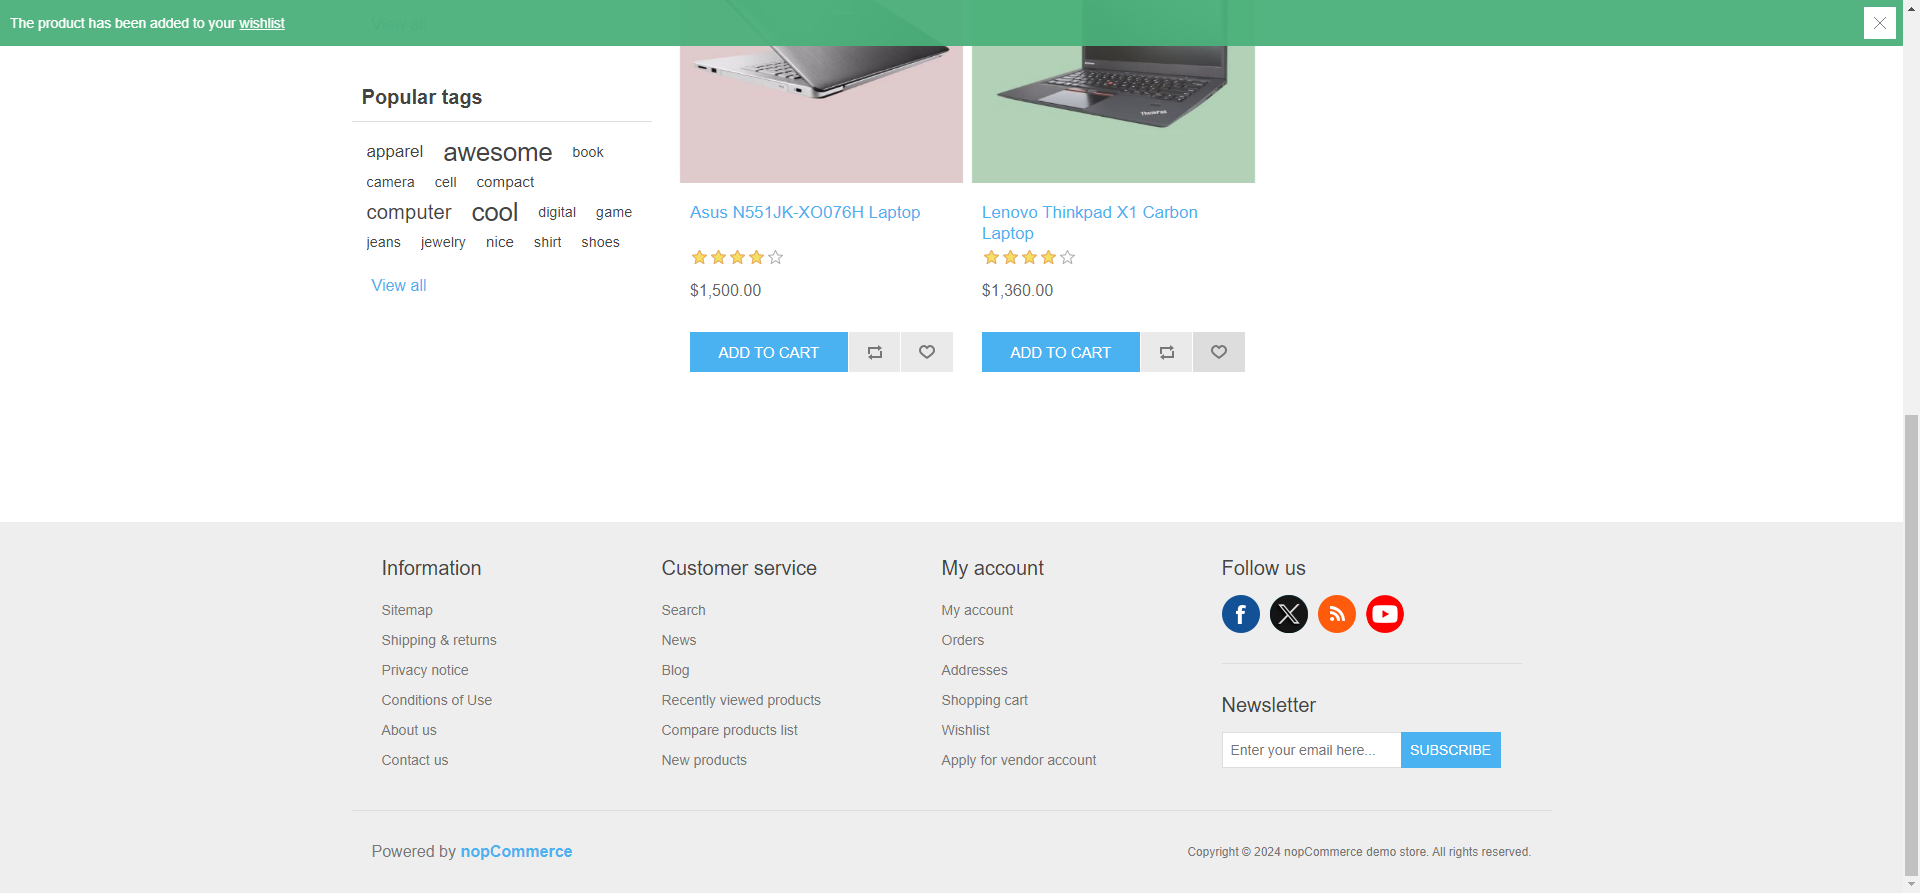 The product has been added to your wishlist
Popular tags
apparel awesome book
camera cell compact
computer cool digital game
jeans jewelry nice shirt shoes
View all
ThinkPad
Asus N551JK-XO076H Laptop
$1,500.00
ADD TO CART
Lenovo Thinkpad X1 Carbon
Laptop
$1,360.00
ADD TO CART
Information
Sitemap
Shipping & returns
Privacy notice
Conditions of Use
About us
Contact us
Customer service
Search
News
Blog
Recently viewed products
Compare products list
New products
My account
My account
Orders
Addresses
Shopping cart
Wishlist
Apply for vendor account
Follow us
Newsletter
Enter your email here...
SUBSCRIBE
Powered by nopCommerce
Copyright © 2024 nopCommerce demo store. All rights reserved.